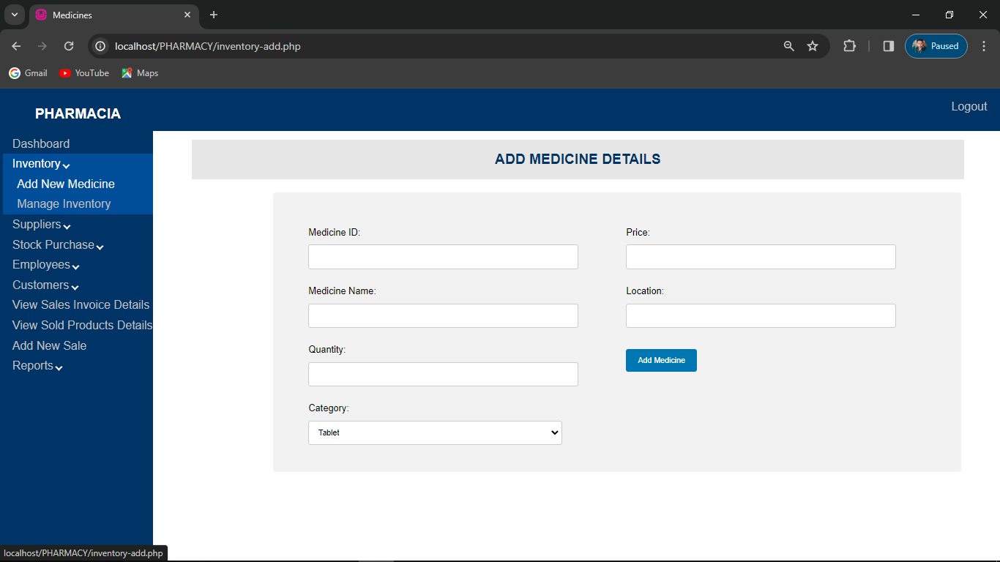 Medicines
localhost/PHARMACY/inventory-add.php
Paused
Gmail
YouTube
Maps
PHARMACIA
Logout
Dashboard
Inventory
Add New Medicine
Manage Inventory
Suppliers
Stock Purchase
Employees
Customers
View Sales Invoice Details
View Sold Products Details
Add New Sale
Reports
ADD MEDICINE DETAILS
Medicine ID:
Medicine Name:
Quantity:
Category:
Tablet
Price:
Location:
Add Medicine
localhost/PHARMACY/inventory-add.php